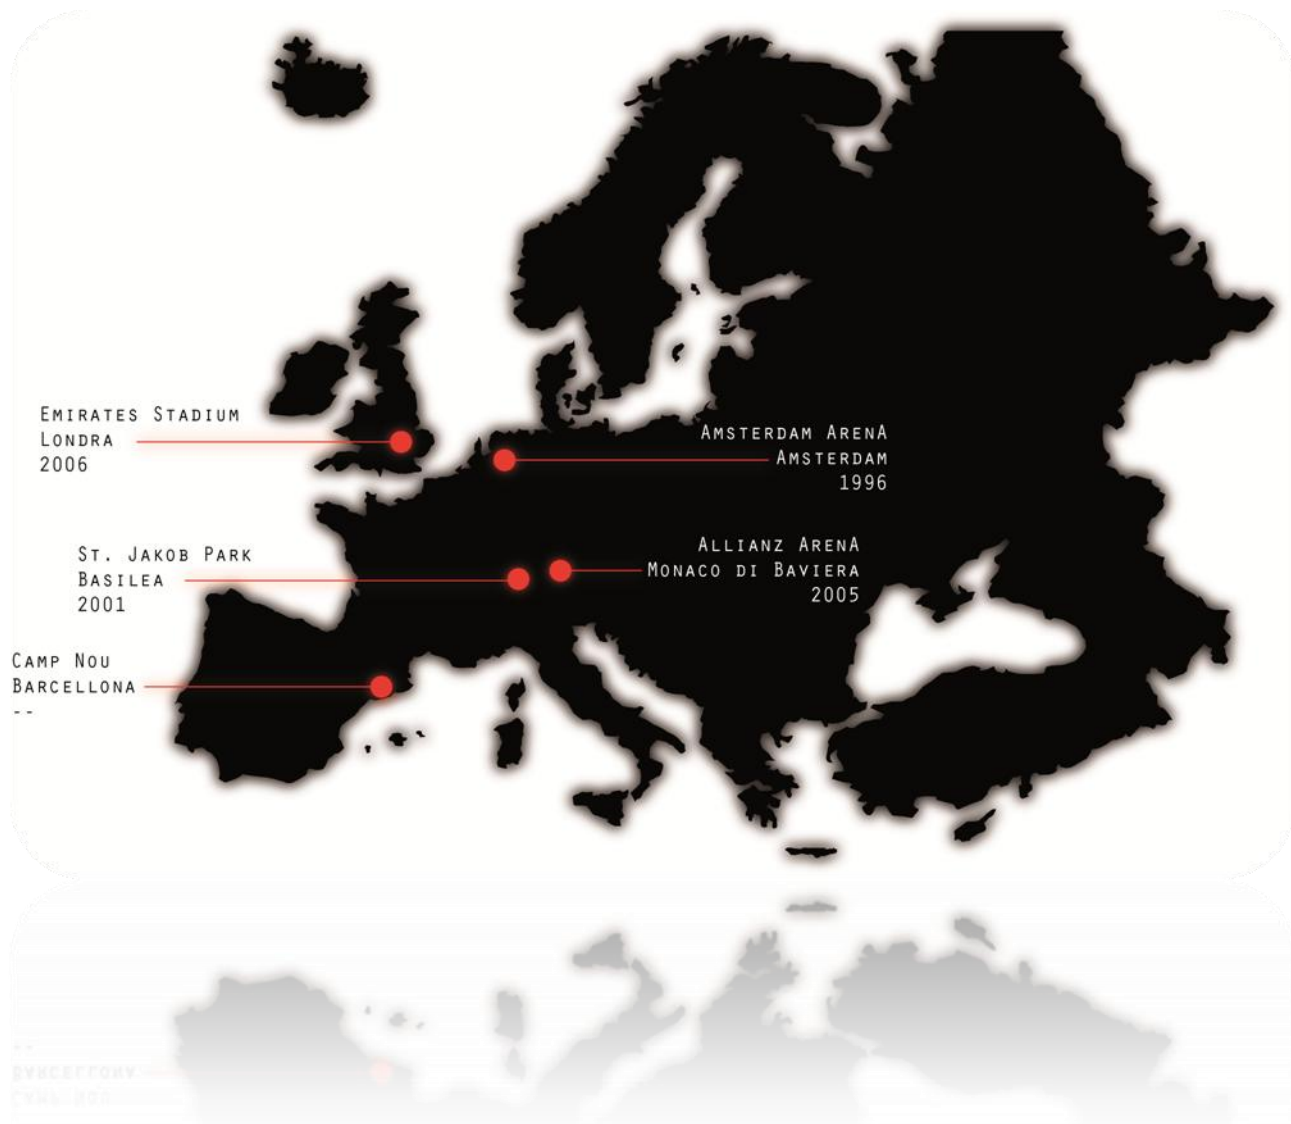 Emirates Stadium
Londra
2006
Amsterdam ArenA
Amsterdam
1996
St. Jakob Park
Basilea
2001
Allianz ArenA
Monaco di Baviera
2005
Camp Nou
Barcellona
--